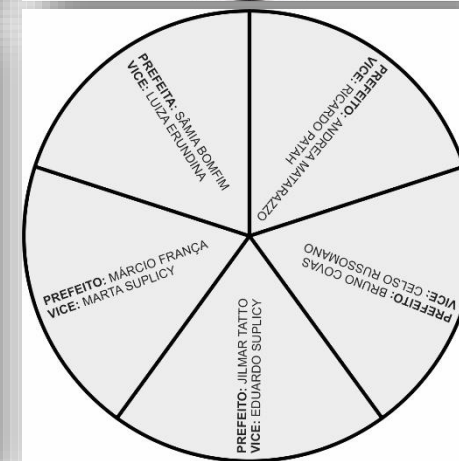 PREFEITA: SÂMIA BOMFIM
VICE: LUIZA ERUNDINA
PREFEITO: ANDREA MATARAZZO
VICE: RICARDO PATAH
PREFEITO: MÁRCIO FRANÇA
VICE: MARTA SUPLICY
PREFEITO: BRUNO COVAS
VICE: CELSO RUSSOMANO
PREFEITO: JILMAR TATTO
VICE: EDUARDO SUPLICY